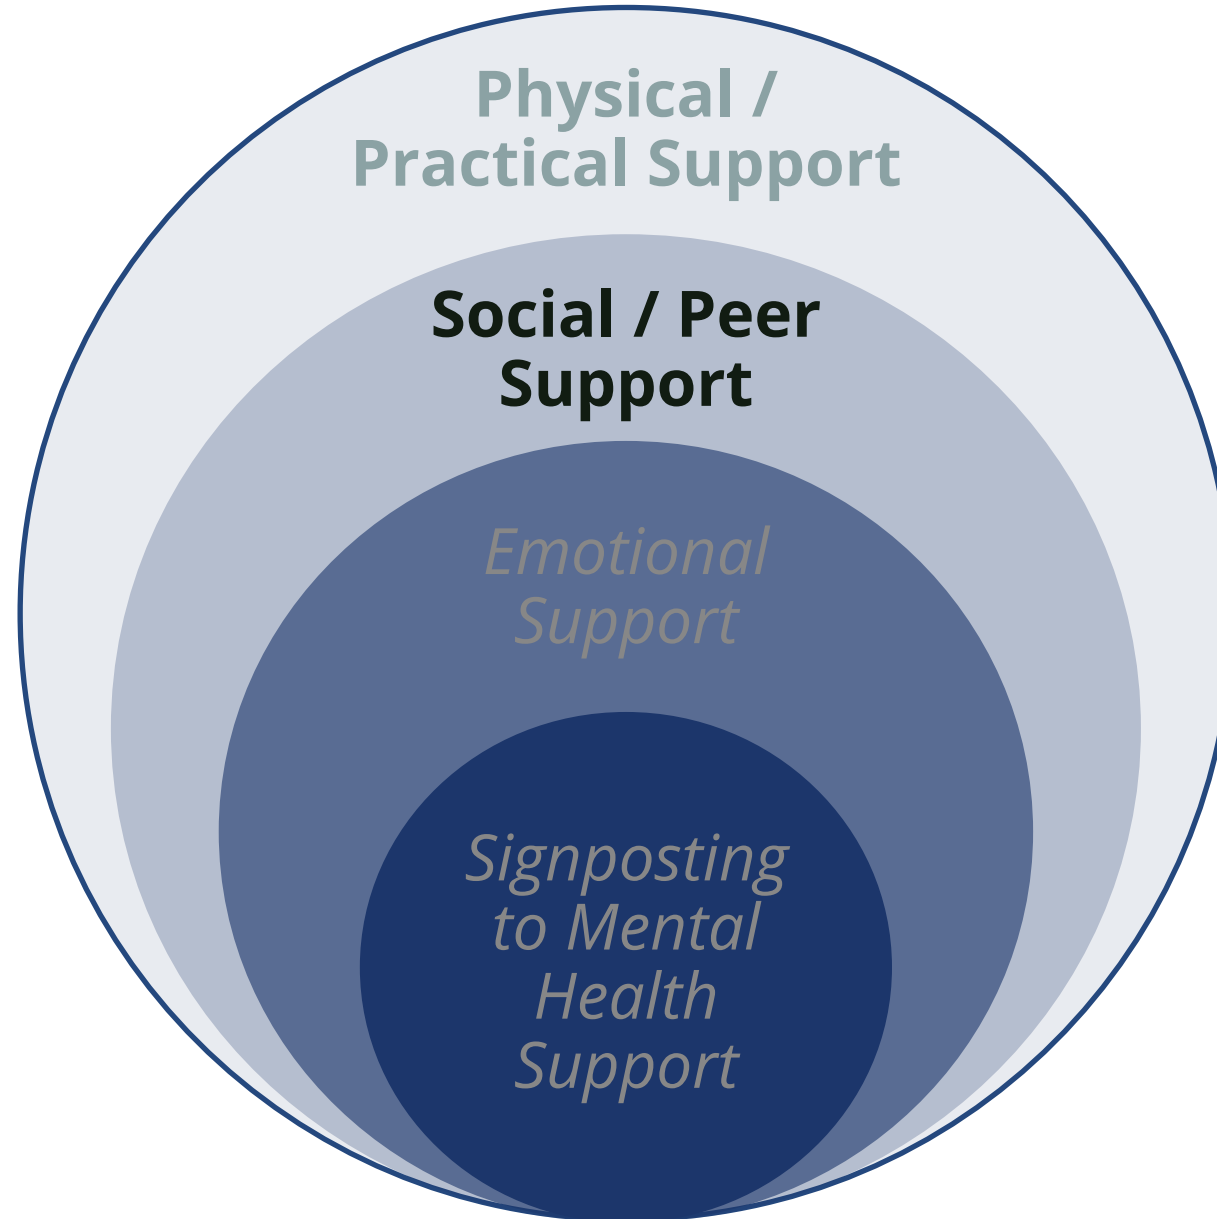 Physical /
Practical Support
Social / Peer
Support
Emotional
Support
Signposting
to Mental
Health
Support